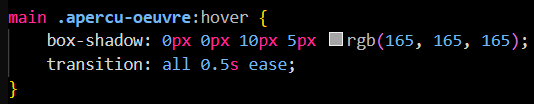 main .apercu-oeuvre:hover {
    box-shadow: 0px 0px 10px 5px rgb(165, 165, 165);
    transition: all 0.5s ease;
}